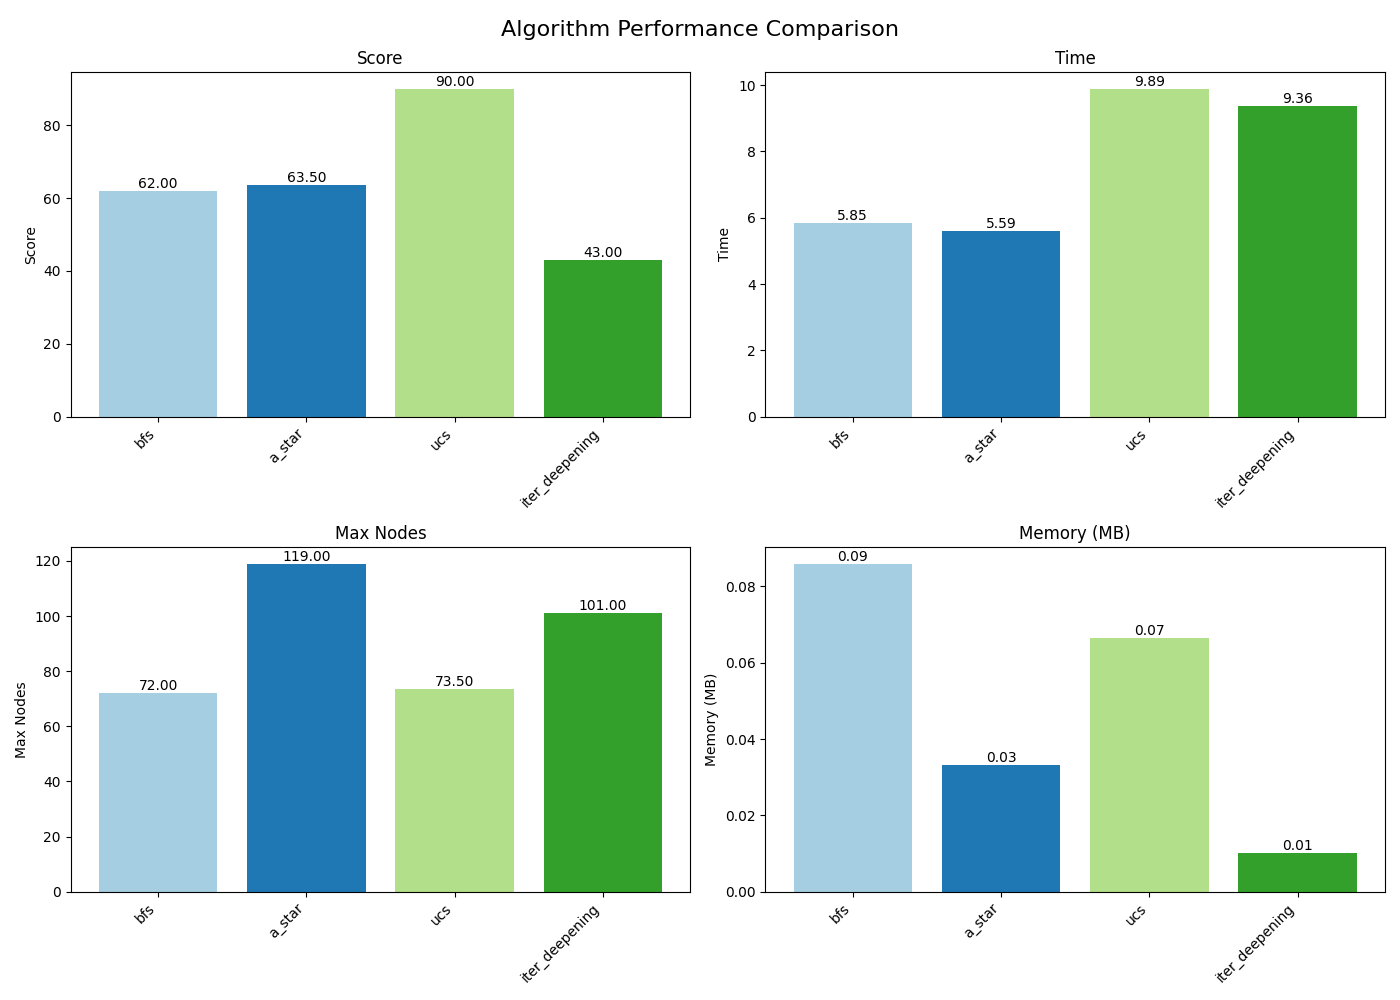 Algorithm Performance Comparison
Score
90.00
80
62.00
63.50
60
43.00
40
20
0
Score
bfs
a_star
ucs
iter_deepening
Time
10
9.89
9.36
8
5.85
5.59
6
4
2
0
Time
bfs
a_star
ucs
iter_deepening
Max Nodes
120
119.00
101.00
100
80
72.00
73.50
60
40
20
0
Max Nodes
bfs
a_star
ucs
iter_deepening
Memory (MB)
0.09
0.08
0.07
0.06
0.04
0.03
0.02
0.01
0.00
Memory (MB)
bfs
a_star
ucs
iter_deepening